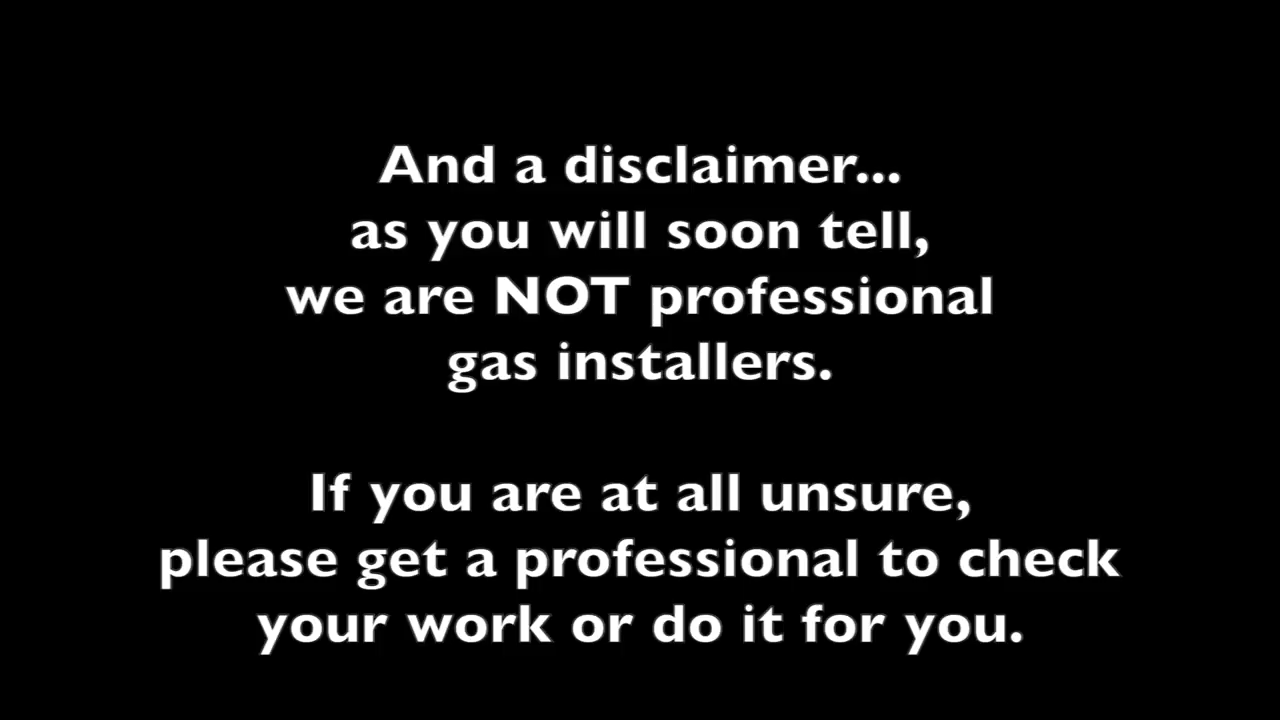 And a disclaimer...
as you will soon tell,
we are NOT professional
gas installers.
If you are at all unsure,
please get a professional to check
your work or do it for you.